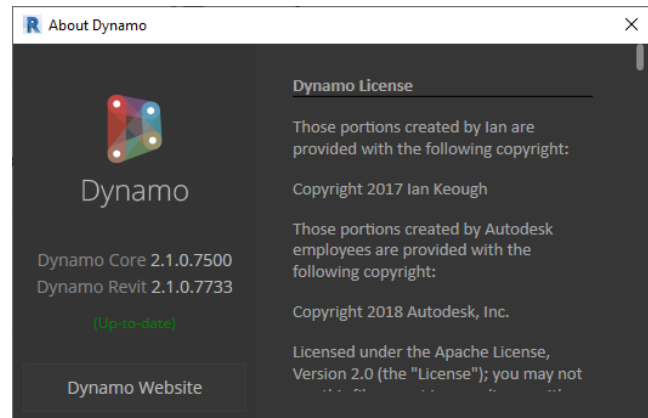 About Dynamo
Dynamo
Dynamo Core 2.1.0.7500
Dynamo Revit 2.1.0.7733
(Up-to-date)
Dynamo Website
Dynamo License
Those portions created by Ian are
provided with the following copyright:
Copyright 2017 Ian Keough
Those portions created by Autodesk
employees are provided with the
following copyright:
Copyright 2018 Autodesk, Inc.
Licensed under the Apache License,
Version 2.0 (the "License"); you may not